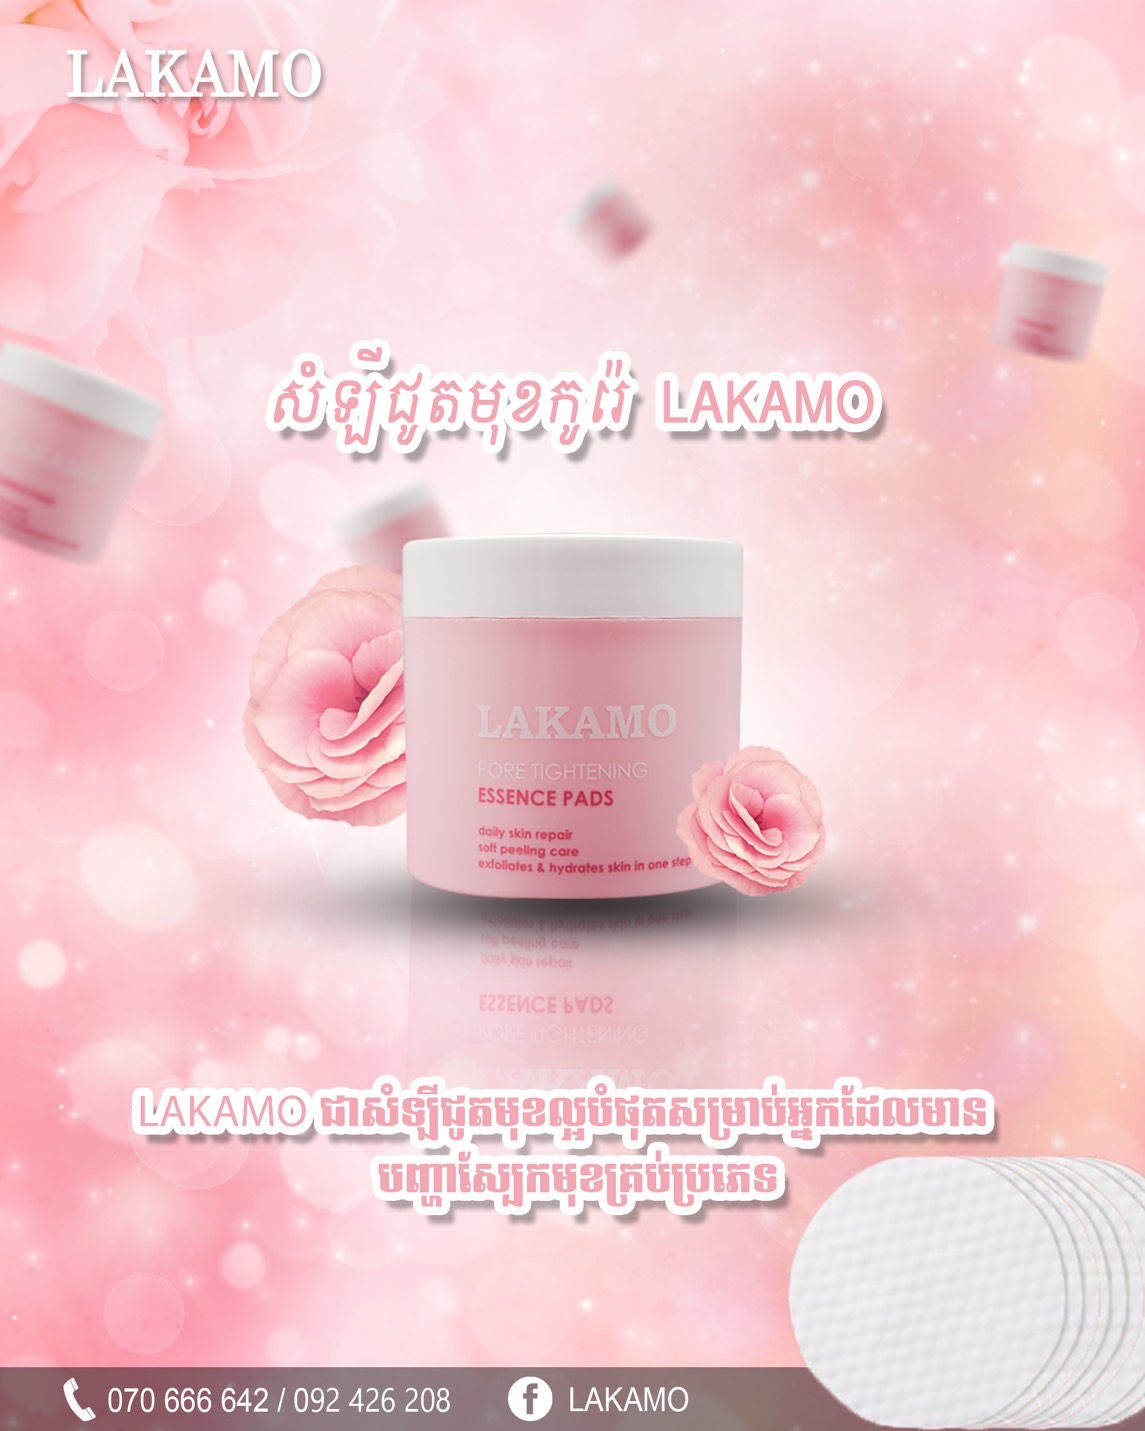 LAKAMO
សំឡីជូតមុខកូរ៉េ LAKAMO
LAKAMO
PORE TIGHTENING
ESSENCE PADS
daily skin repair
soft peeling care
exfoliates & hydrates skin in one step
LAKAMO ជាសំឡីជូតមុខល្អបំផុតសម្រាប់អ្នកដែលមាន
បញ្ហាស្បែកមុខគ្រប់ប្រភេទ
070 666 642 / 092 426 208
LAKAMO